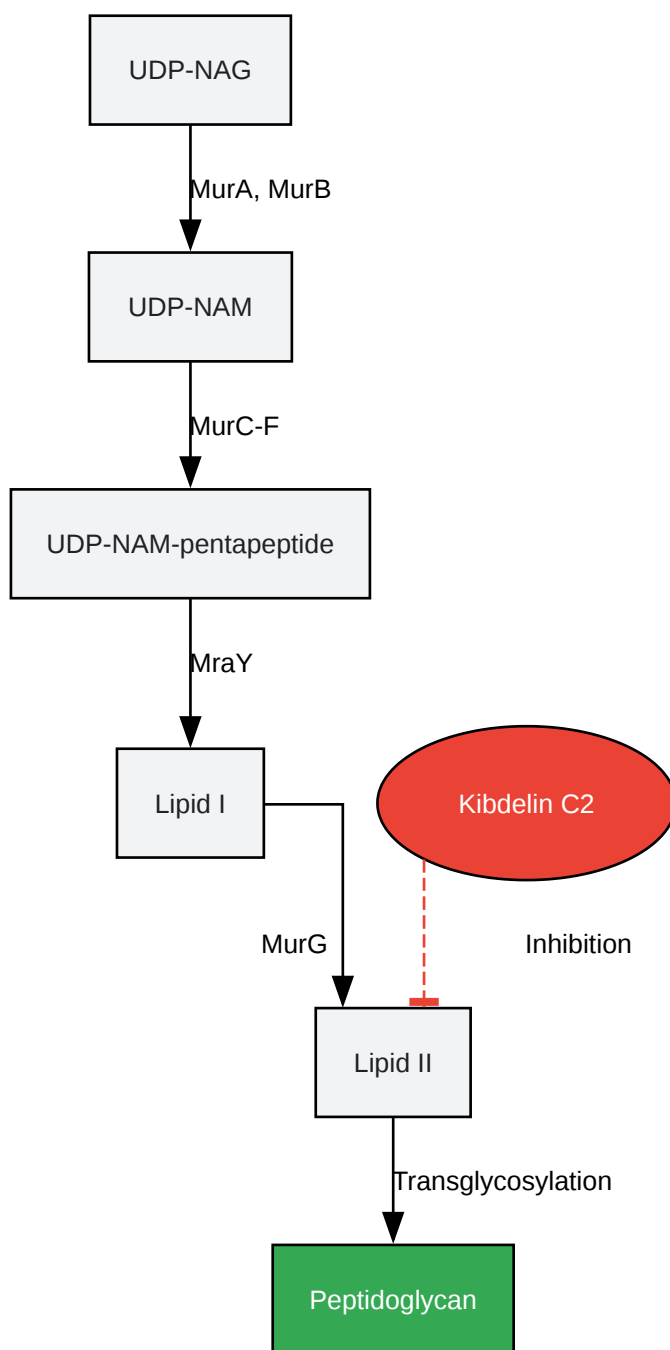 UDP-NAG
MurA, MurB
UDP-NAM
MurC-F
UDP-NAM-pentapeptide
MraY
Lipid I
Kibdelin C2
MurG
Inhibition
Lipid II
Transglycosylation
Peptidoglycan